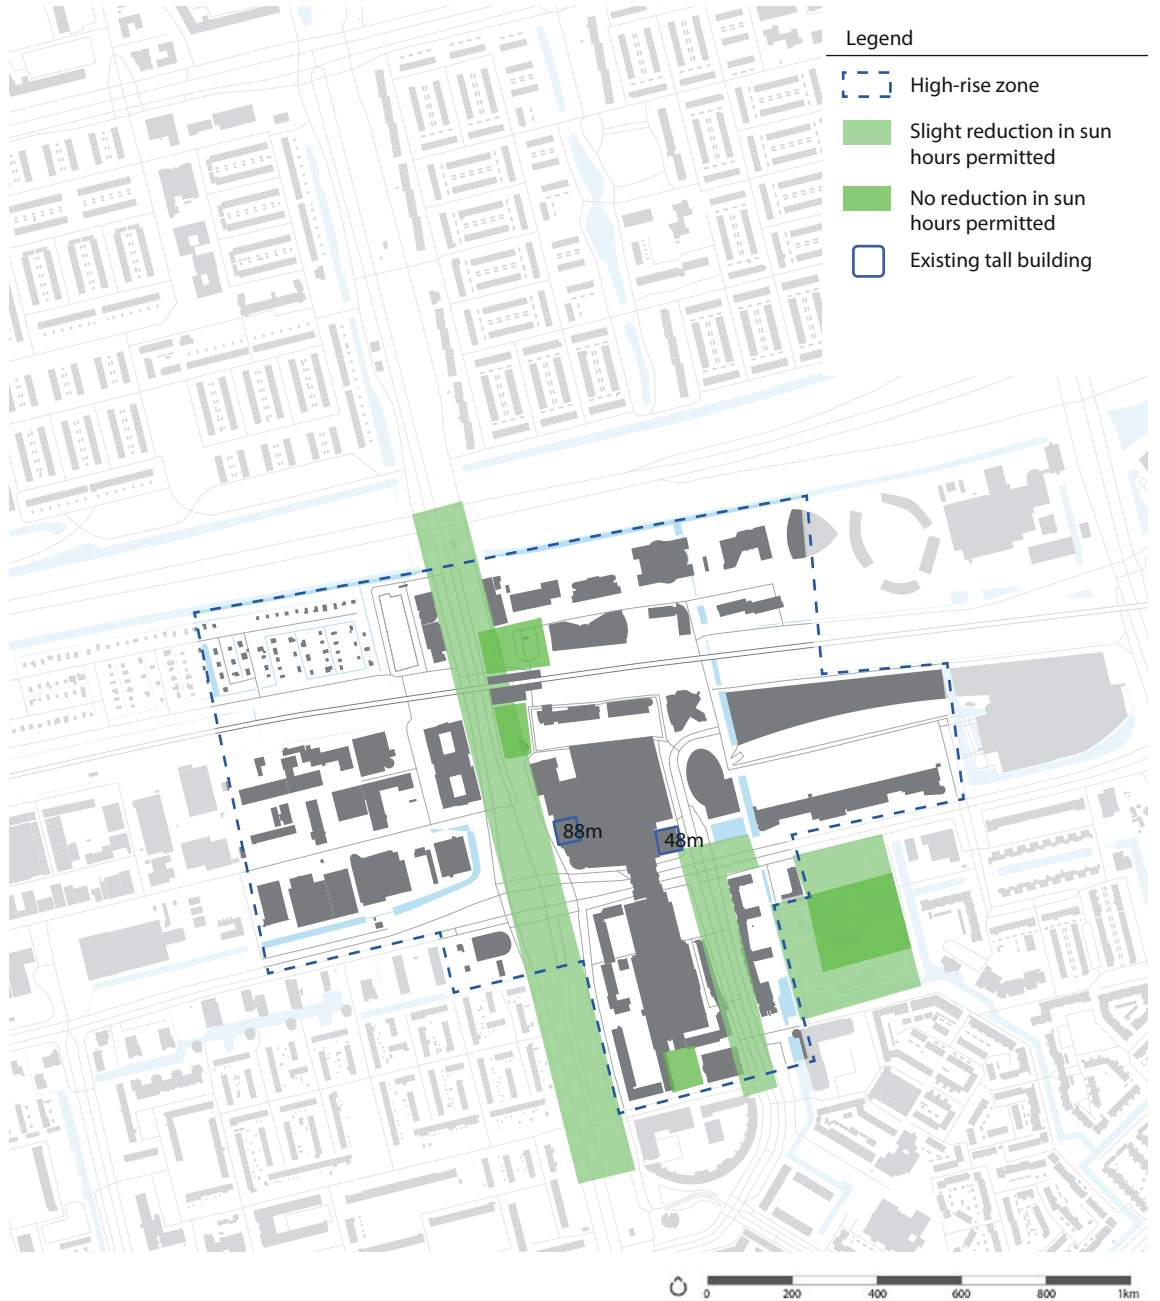 Legend
High-rise zone
Slight reduction in sun
hours permitted
No reduction in sun
hours permitted
Existing tall building
88m
48m
0 200 400 600 800 1km